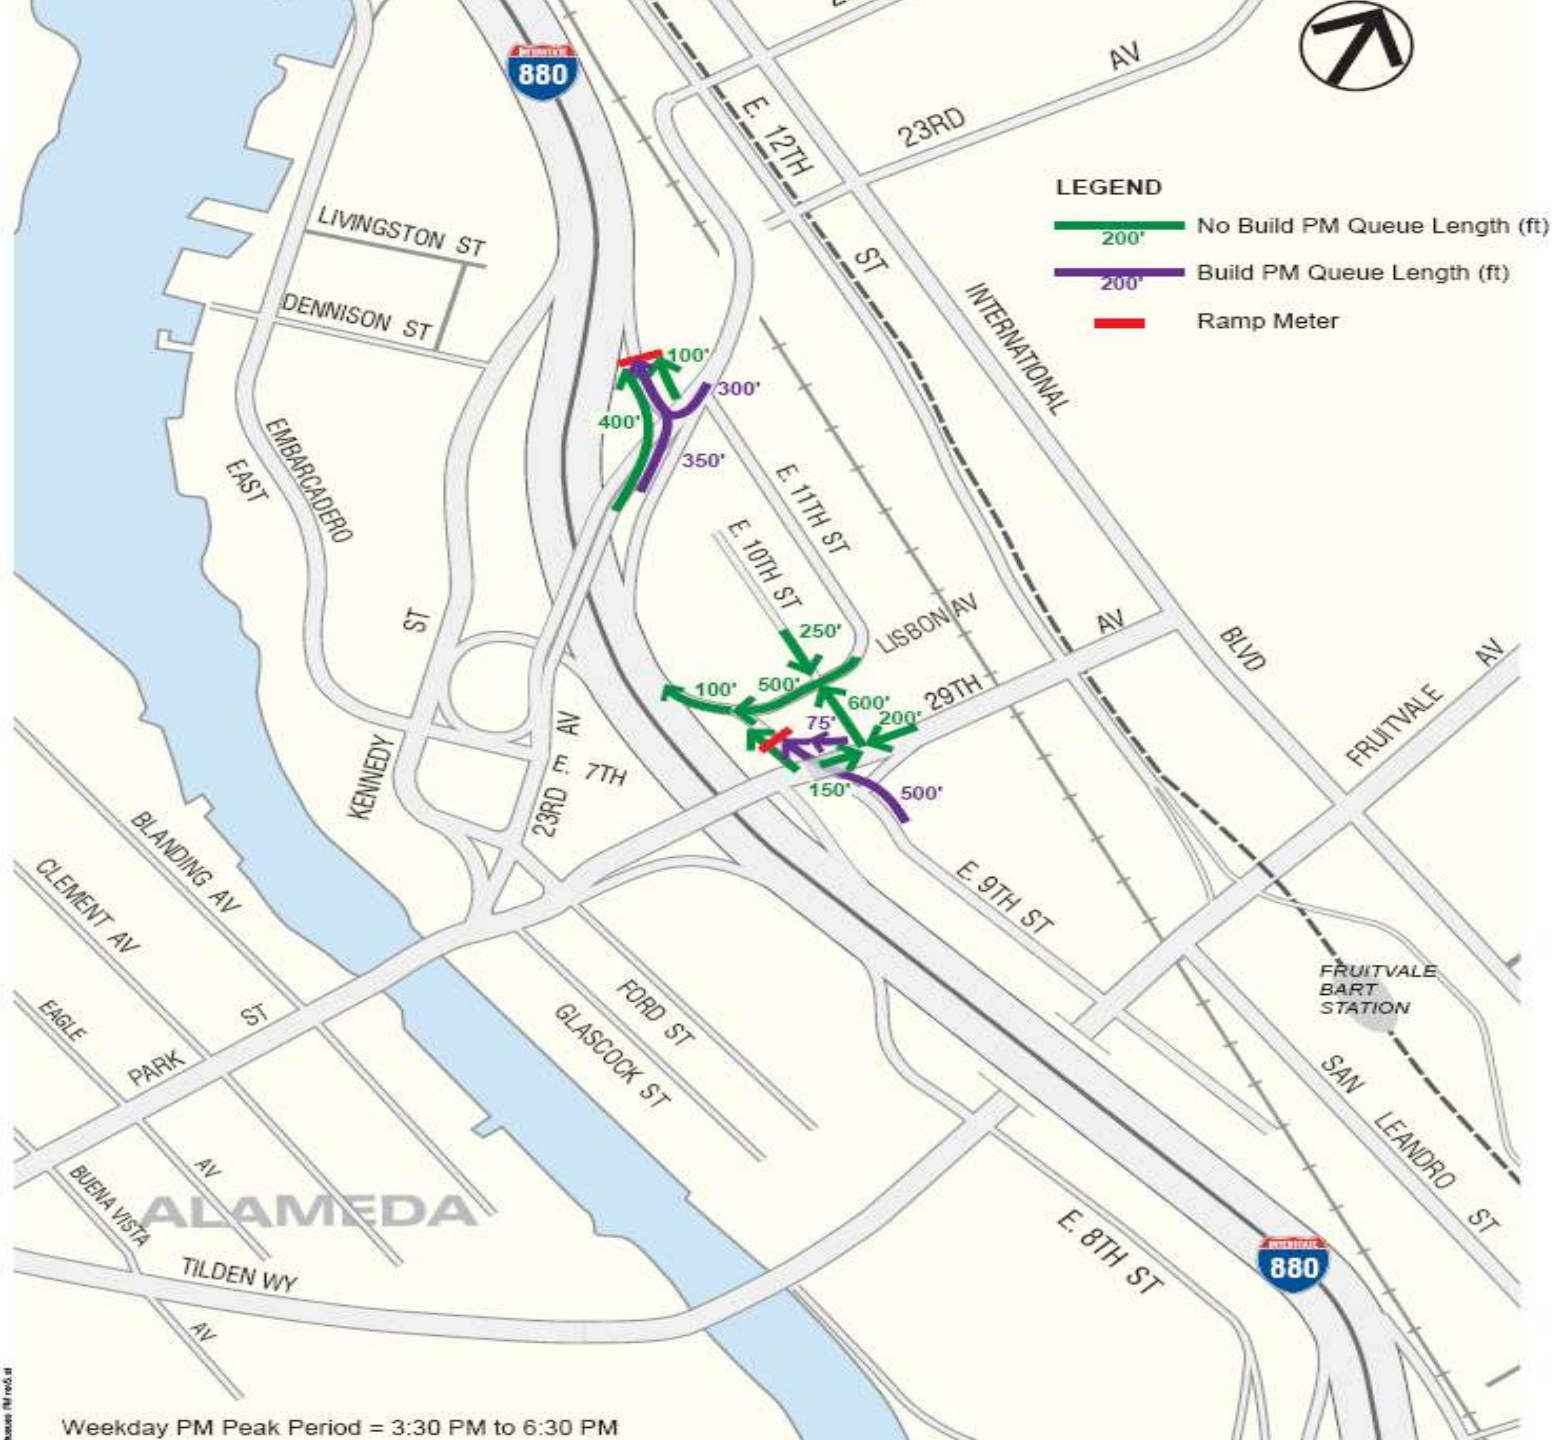 INTERSTATE
880
AV
23RD
E. 12TH
ST
LEGEND
No Build PM Queue Length (ft)
200'
Build PM Queue Length (ft)
200'
Ramp Meter
LIVINGSTON ST
DENNISON ST
INTERNATIONAL
100'
300'
400'
350'
EMBARCADERO
EAST
E. 11TH ST
E. 10TH ST
LISBON AV
ST
250'
AV
BLVD
AV
100'
500'
600'
29TH
200'
75'
FRUITVALE
AV
E. 7TH
KENNEDY
23RD
150'
500'
BLANDING AV
CLEMENT AV
E. 9TH ST
FRUITVALE
BART
STATION
EAGLE
ST
FORD ST
GLASCOCK ST
PARK
SAN LEANDRO ST
BUENA VISTA
AV
ALAMEDA
E. 8TH ST
TILDEN WY
INTERSTATE
880
AV
Weekday PM Peak Period = 3:30 PM to 6:30 PM